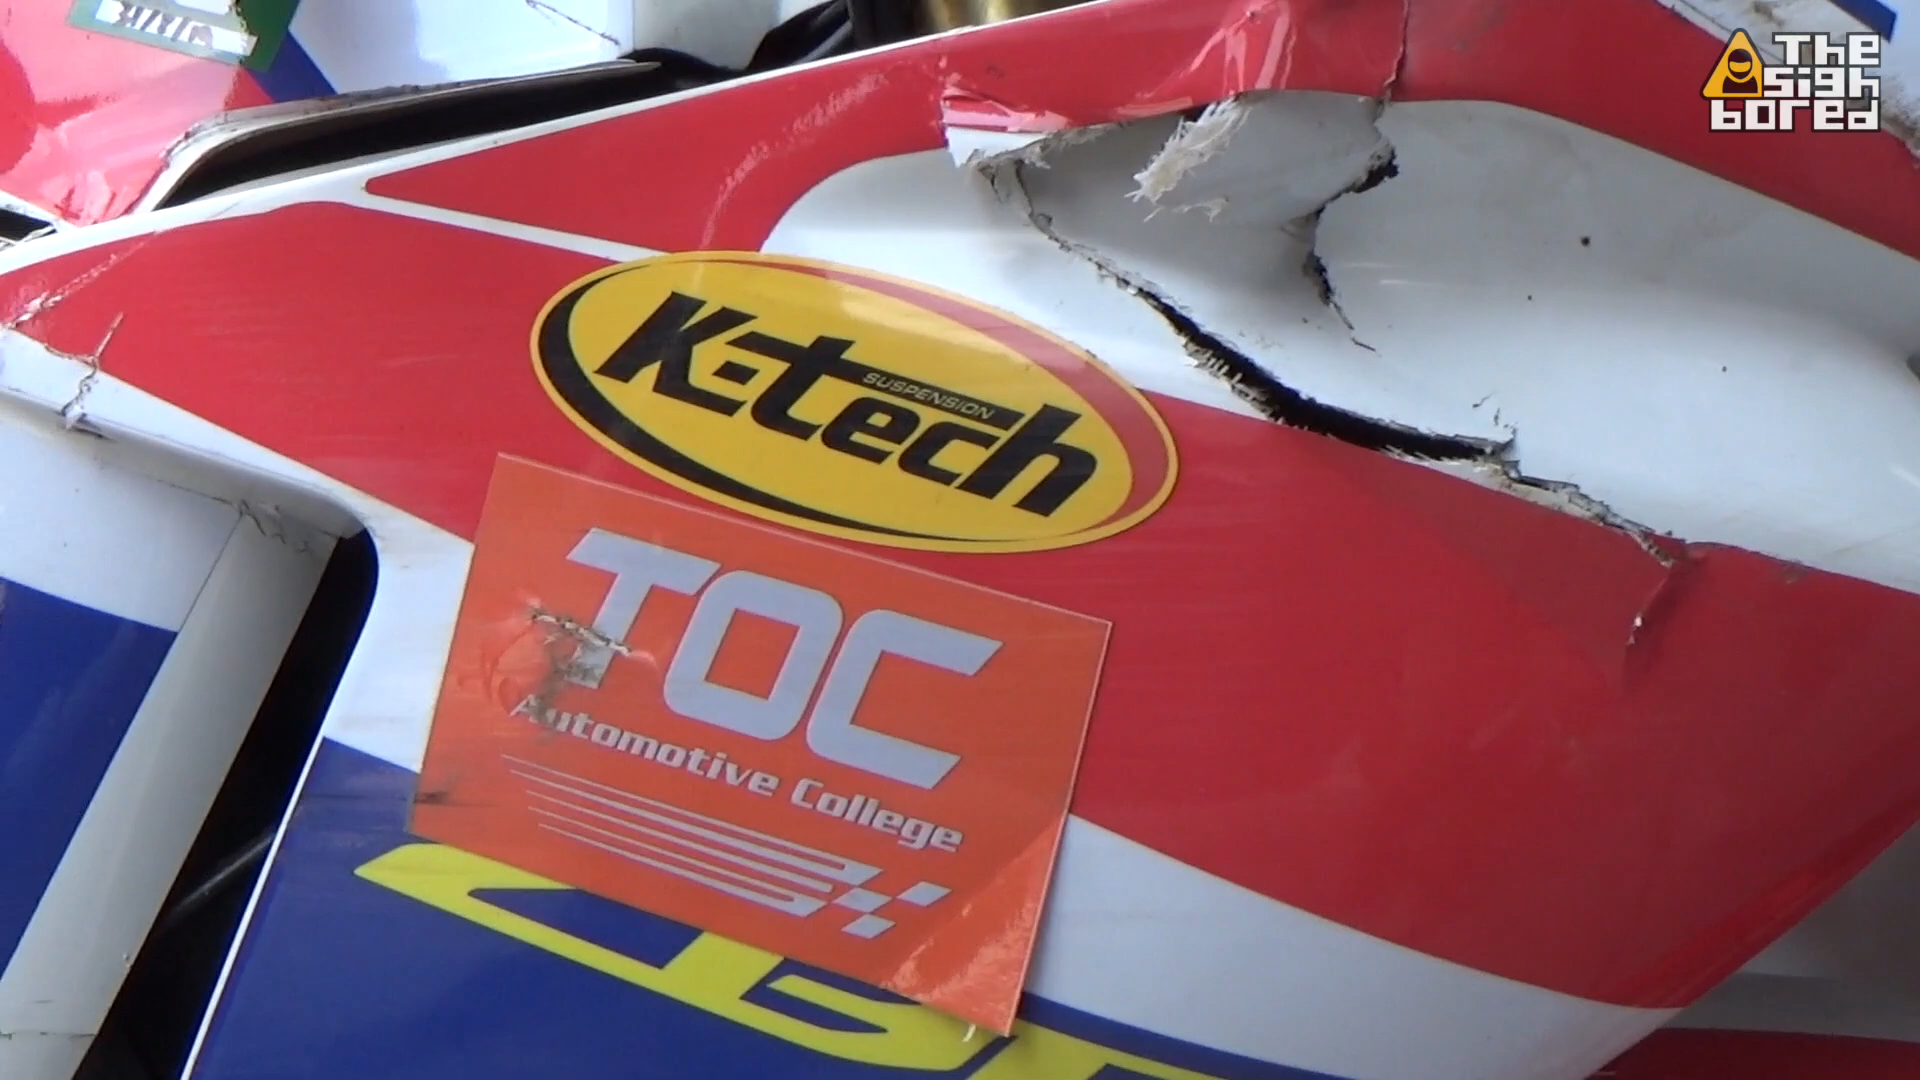 The
sigh
bored
K-tech
SUSPENSION
TOC
Automotive College